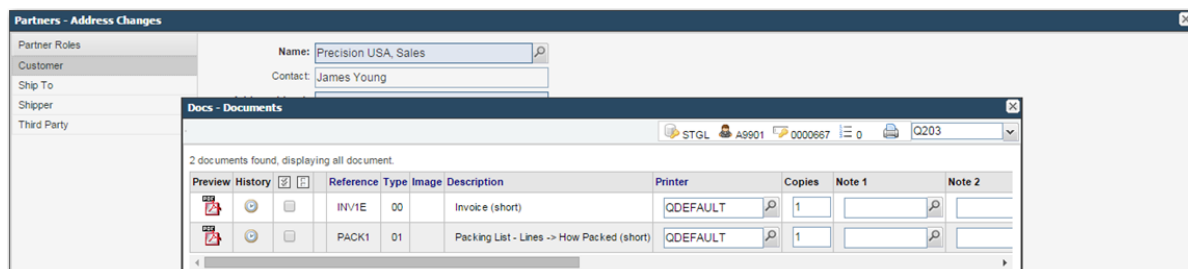 Partners - Address Changes
Partner Roles
Customer
Ship To
Shipper
Third Party
Name: Precision USA, Sales
Contact: James Young
Docs - Documents
STGL A9901 0000667 0 Q203
2 documents found, displaying all document.
Preview History Reference Type Image Description Printer Copies Note 1 Note 2
PDF INV1E 00 Invoice (short) QDEFAULT 1
PDF PACK1 01 Packing List - Lines -> How Packed (short) QDEFAULT 1